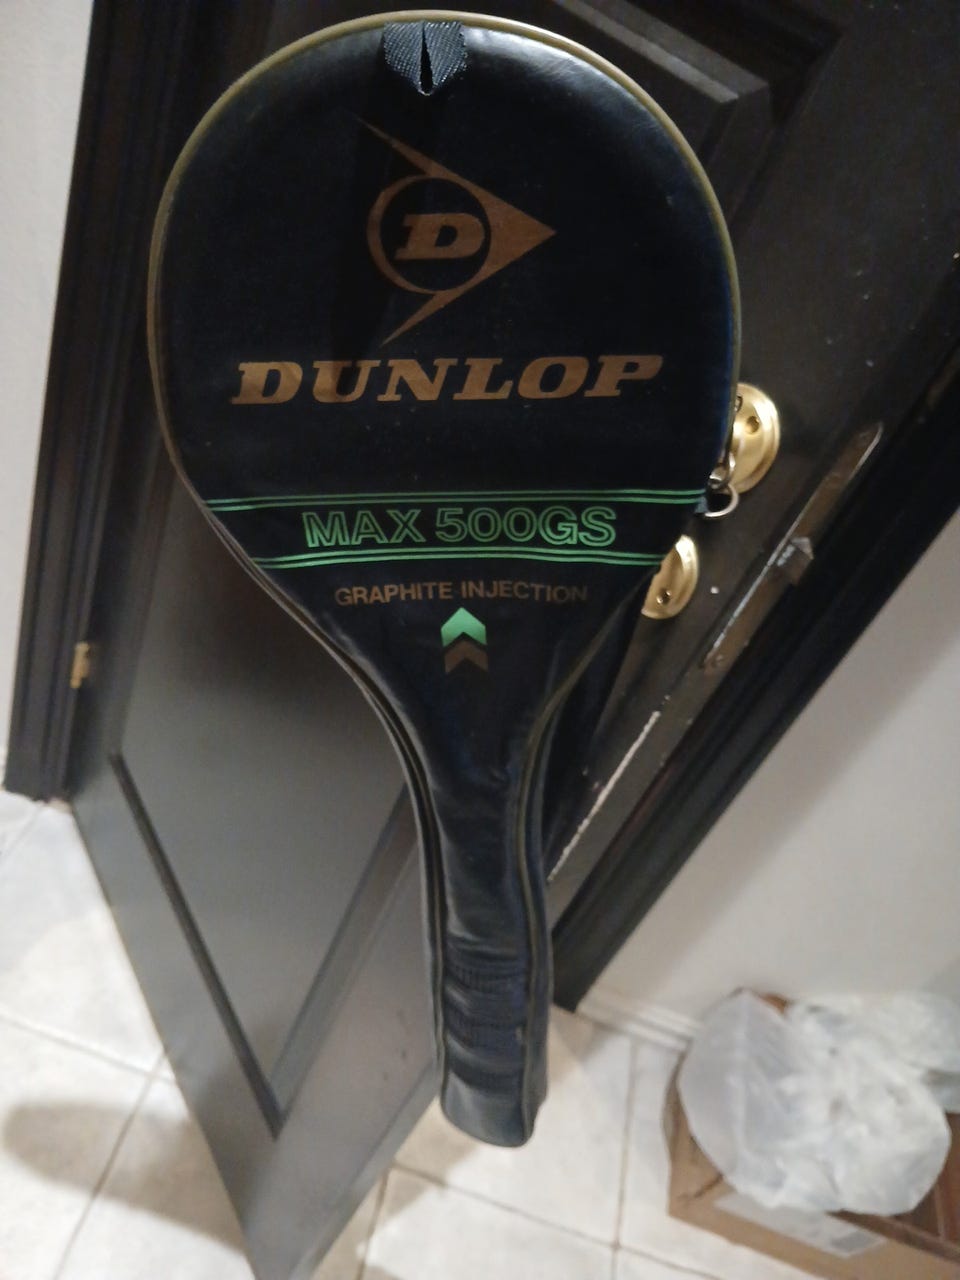 D
DUNLOP
MAX 500GS
GRAPHITE INJECTION